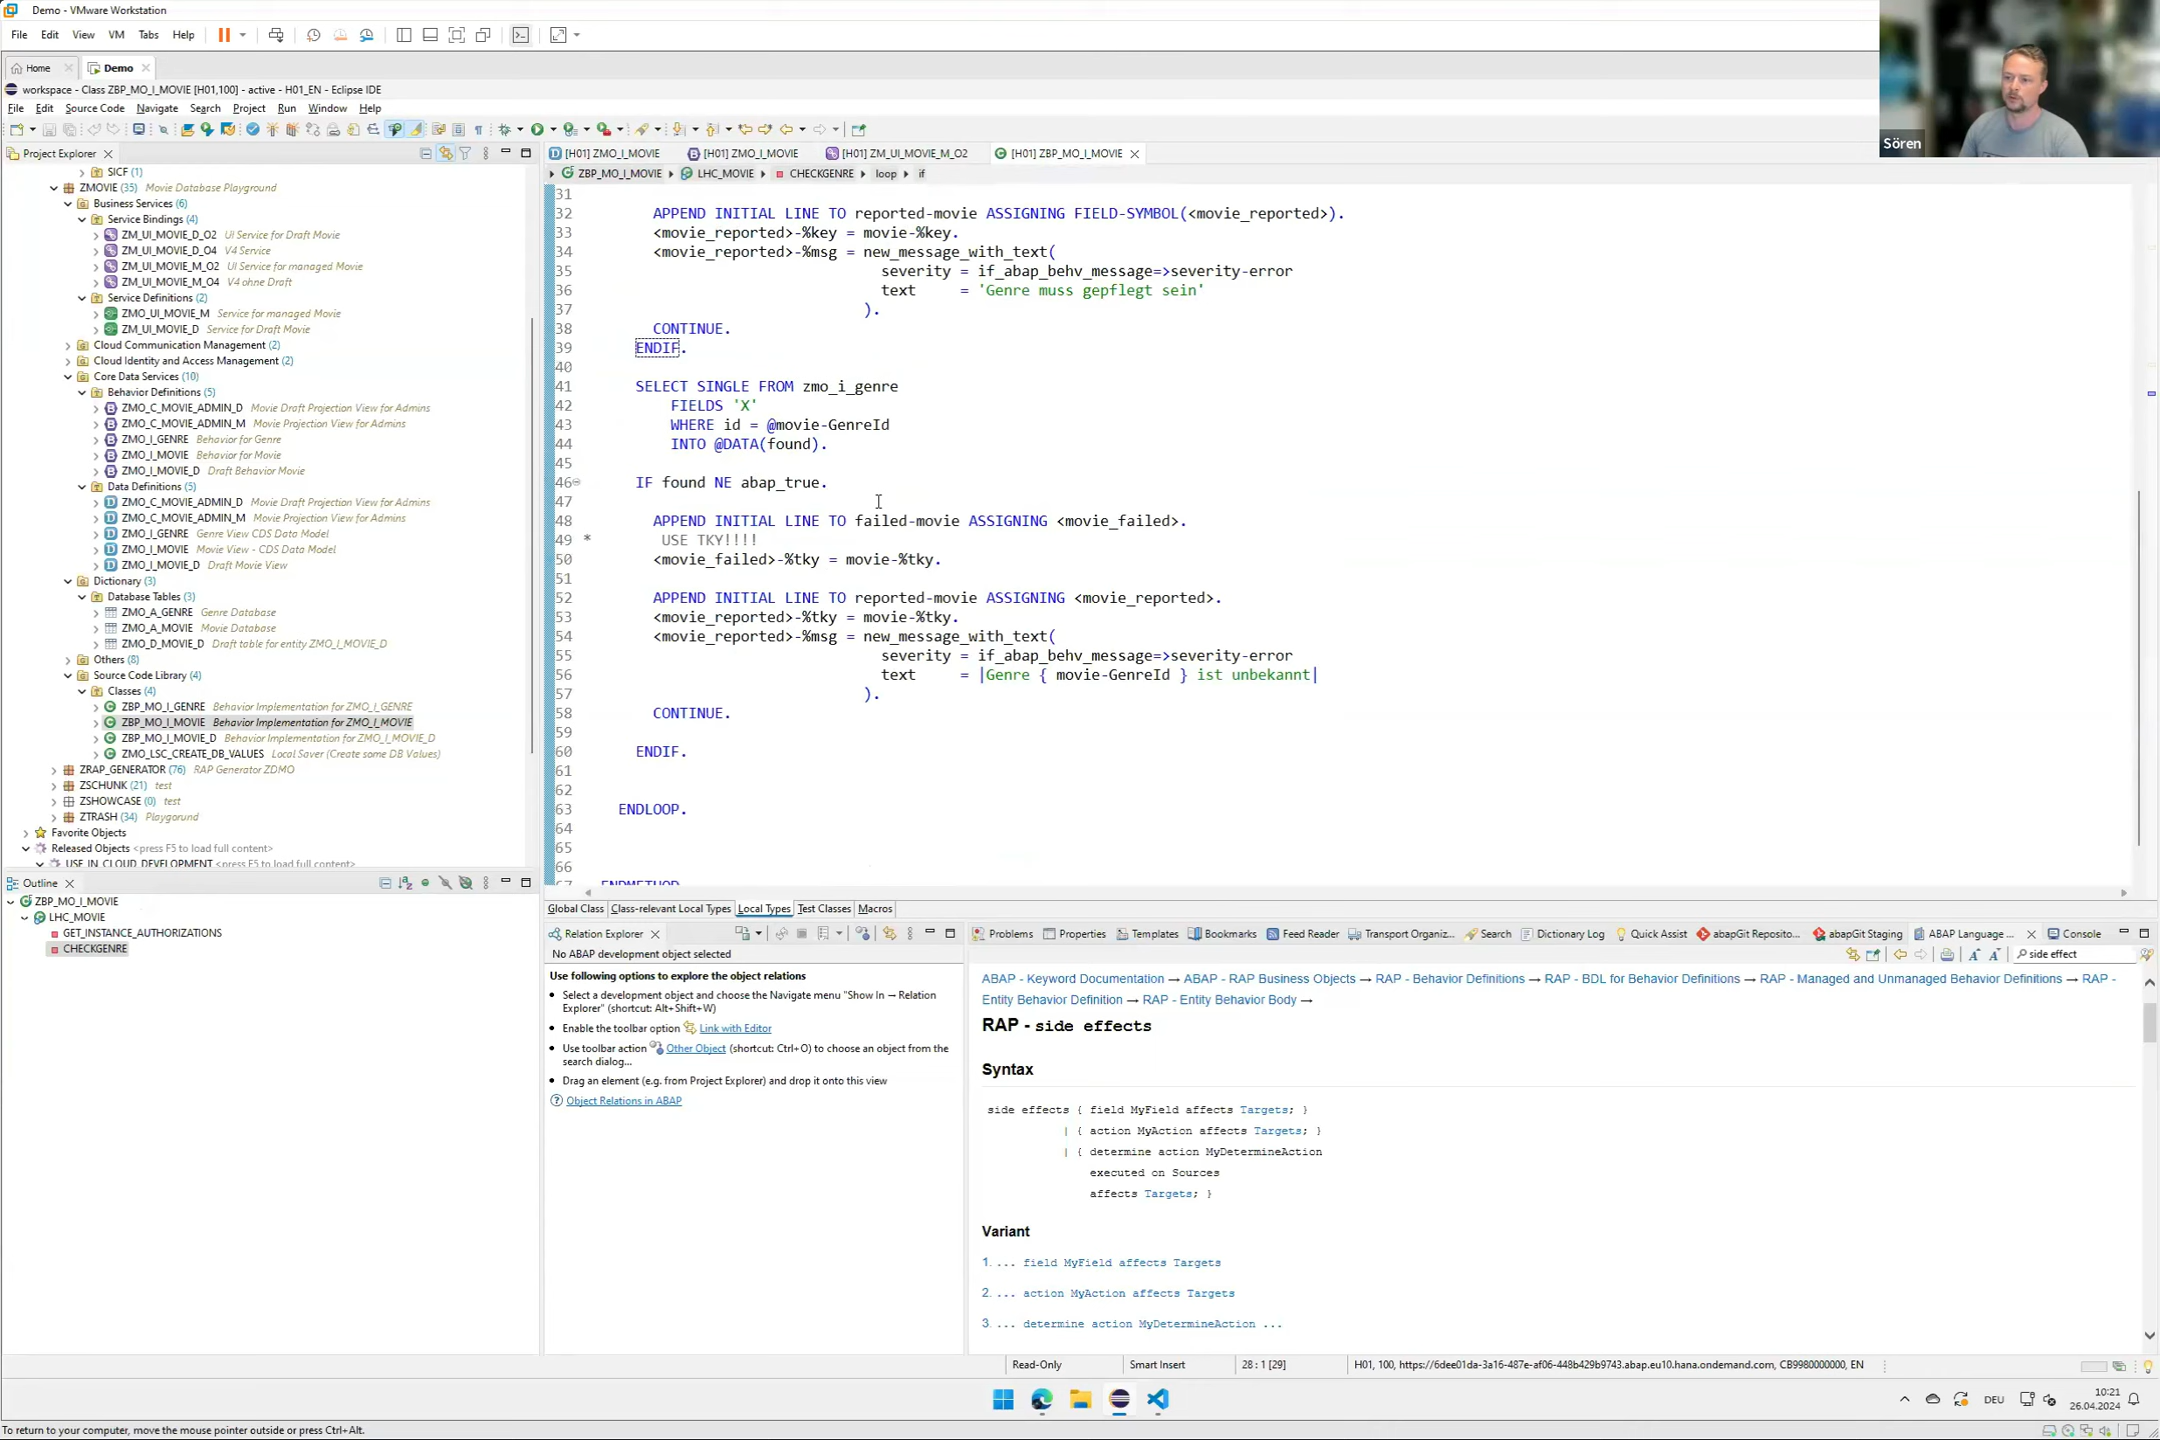 Demo - VMware Workstation
File Edit View VM Tabs Help
Home Demo
workspace - Class ZBP_MO_I_MOVIE [H01,100] - active - H01_EN - Eclipse IDE
File Edit Source Code Navigate Search Project Run Window Help
Sören
Project Explorer
SICF (1)
ZMOVIE (35) Movie Database Playground
Business Services (6)
Service Bindings (4)
ZM_UI_MOVIE_D_O2 UI Service for Draft Movie
ZM_UI_MOVIE_D_O4 V4 Service
ZM_UI_MOVIE_M_O2 UI Service for managed Movie
ZM_UI_MOVIE_M_O4 V4 ohne Draft
Service Definitions (2)
ZMO_UI_MOVIE_M Service for managed Movie
ZM_UI_MOVIE_D Service for Draft Movie
Cloud Communication Management (2)
Cloud Identity and Access Management (2)
Core Data Services (10)
Behavior Definitions (5)
ZMO_C_MOVIE_ADMIN_D Movie Draft Projection View for Admins
ZMO_C_MOVIE_ADMIN_M Movie Projection View for Admins
ZMO_I_GENRE Behavior for Genre
ZMO_I_MOVIE Behavior for Movie
ZMO_I_MOVIE_D Draft Behavior Movie
Data Definitions (5)
ZMO_C_MOVIE_ADMIN_D Movie Draft Projection View for Admins
ZMO_C_MOVIE_ADMIN_M Movie Projection View for Admins
ZMO_I_GENRE Genre View CDS Data Model
ZMO_I_MOVIE Movie View - CDS Data Model
ZMO_I_MOVIE_D Draft Movie View
Dictionary (3)
Database Tables (3)
ZMO_A_GENRE Genre Database
ZMO_A_MOVIE Movie Database
ZMO_D_MOVIE_D Draft table for entity ZMO_I_MOVIE_D
Others (8)
Source Code Library (4)
Classes (4)
ZBP_MO_I_GENRE Behavior Implementation for ZMO_I_GENRE
ZBP_MO_I_MOVIE Behavior Implementation for ZMO_I_MOVIE
ZBP_MO_I_MOVIE_D Behavior Implementation for ZMO_I_MOVIE_D
ZMO_LSC_CREATE_DB_VALUES Local Saver (Create some DB Values)
ZRAP_GENERATOR (76) RAP Generator ZDMO
ZSCHUNK (21) test
ZSHOWCASE (0) test
ZTRASH (34) Playgorund
Favorite Objects
Released Objects <press F5 to load full content>
USE_IN_CLOUD_DEVELOPMENT <press F5 to load full content>
Outline
ZBP_MO_I_MOVIE
LHC_MOVIE
GET_INSTANCE_AUTHORIZATIONS
CHECKGENRE
[H01] ZMO_I_MOVIE [H01] ZMO_I_MOVIE [H01] ZM_UI_MOVIE_M_O2 [H01] ZBP_MO_I_MOVIE
ZBP_MO_I_MOVIE LHC_MOVIE CHECKGENRE loop if
31
32 APPEND INITIAL LINE TO reported-movie ASSIGNING FIELD-SYMBOL(<movie_reported>).
33 <movie_reported>-%key = movie-%key.
34 <movie_reported>-%msg = new_message_with_text(
35 severity = if_abap_behv_message=>severity-error
36 text = 'Genre muss gepflegt sein'
37 ).
38 CONTINUE.
39 ENDIF.
40
41 SELECT SINGLE FROM zmo_i_genre
42 FIELDS 'X'
43 WHERE id = @movie-GenreId
44 INTO @DATA(found).
45
46 IF found NE abap_true.
47
48 APPEND INITIAL LINE TO failed-movie ASSIGNING <movie_failed>.
49 * USE TKY!!!!
50 <movie_failed>-%tky = movie-%tky.
51
52 APPEND INITIAL LINE TO reported-movie ASSIGNING <movie_reported>.
53 <movie_reported>-%tky = movie-%tky.
54 <movie_reported>-%msg = new_message_with_text(
55 severity = if_abap_behv_message=>severity-error
56 text = |Genre { movie-GenreId } ist unbekannt|
57 ).
58 CONTINUE.
59
60 ENDIF.
61
62
63 ENDLOOP.
64
65
66
67 ENDMETHOD
Global Class Class-relevant Local Types Local Types Test Classes Macros
Relation Explorer
No ABAP development object selected
Use following options to explore the object relations
• Select a development object and choose the Navigate menu "Show In → Relation
Explorer" (shortcut: Alt+Shift+W)
• Enable the toolbar option Link with Editor
• Use toolbar action Other Object (shortcut: Ctrl+O) to choose an object from the
search dialog...
• Drag an element (e.g. from Project Explorer) and drop it onto this view
Object Relations in ABAP
Problems Properties Templates Bookmarks Feed Reader Transport Organiz... Search Dictionary Log Quick Assist abapGit Reposito... abapGit Staging ABAP Language ... Console
side effect
ABAP - Keyword Documentation → ABAP - RAP Business Objects → RAP - Behavior Definitions → RAP - BDL for Behavior Definitions → RAP - Managed and Unmanaged Behavior Definitions → RAP -
Entity Behavior Definition → RAP - Entity Behavior Body →
RAP - side effects
Syntax
side effects { field MyField affects Targets; }
| { action MyAction affects Targets; }
| { determine action MyDetermineAction
executed on Sources
affects Targets; }
Variant
1. ... field MyField affects Targets
2. ... action MyAction affects Targets
3. ... determine action MyDetermineAction ...
Read-Only Smart Insert 28 : 1 [29] H01, 100, https://6dee01da-3a16-487e-af06-448b429b9743.abap.eu10.hana.ondemand.com, CB9980000000, EN
DEU 10:21
26.04.2024
To return to your computer, move the mouse pointer outside or press Ctrl+Alt.